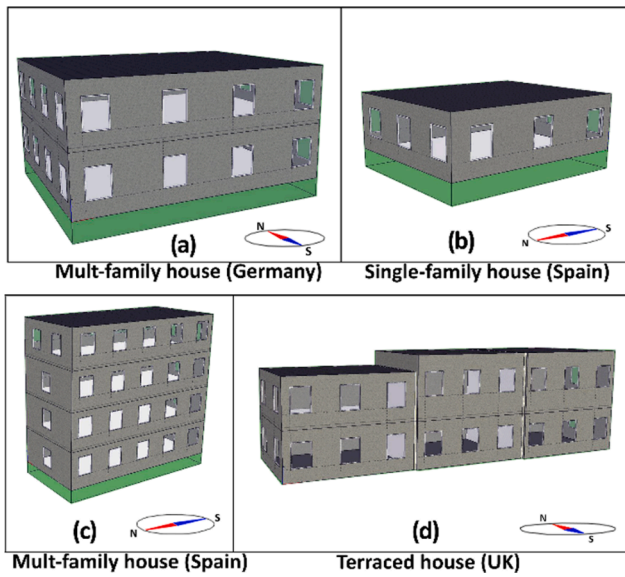 N
S
(a)
Mult-family house (Germany)
N
S
(b)
Single-family house (Spain)
N
S
(c)
Mult-family house (Spain)
N
S
(d)
Terraced house (UK)